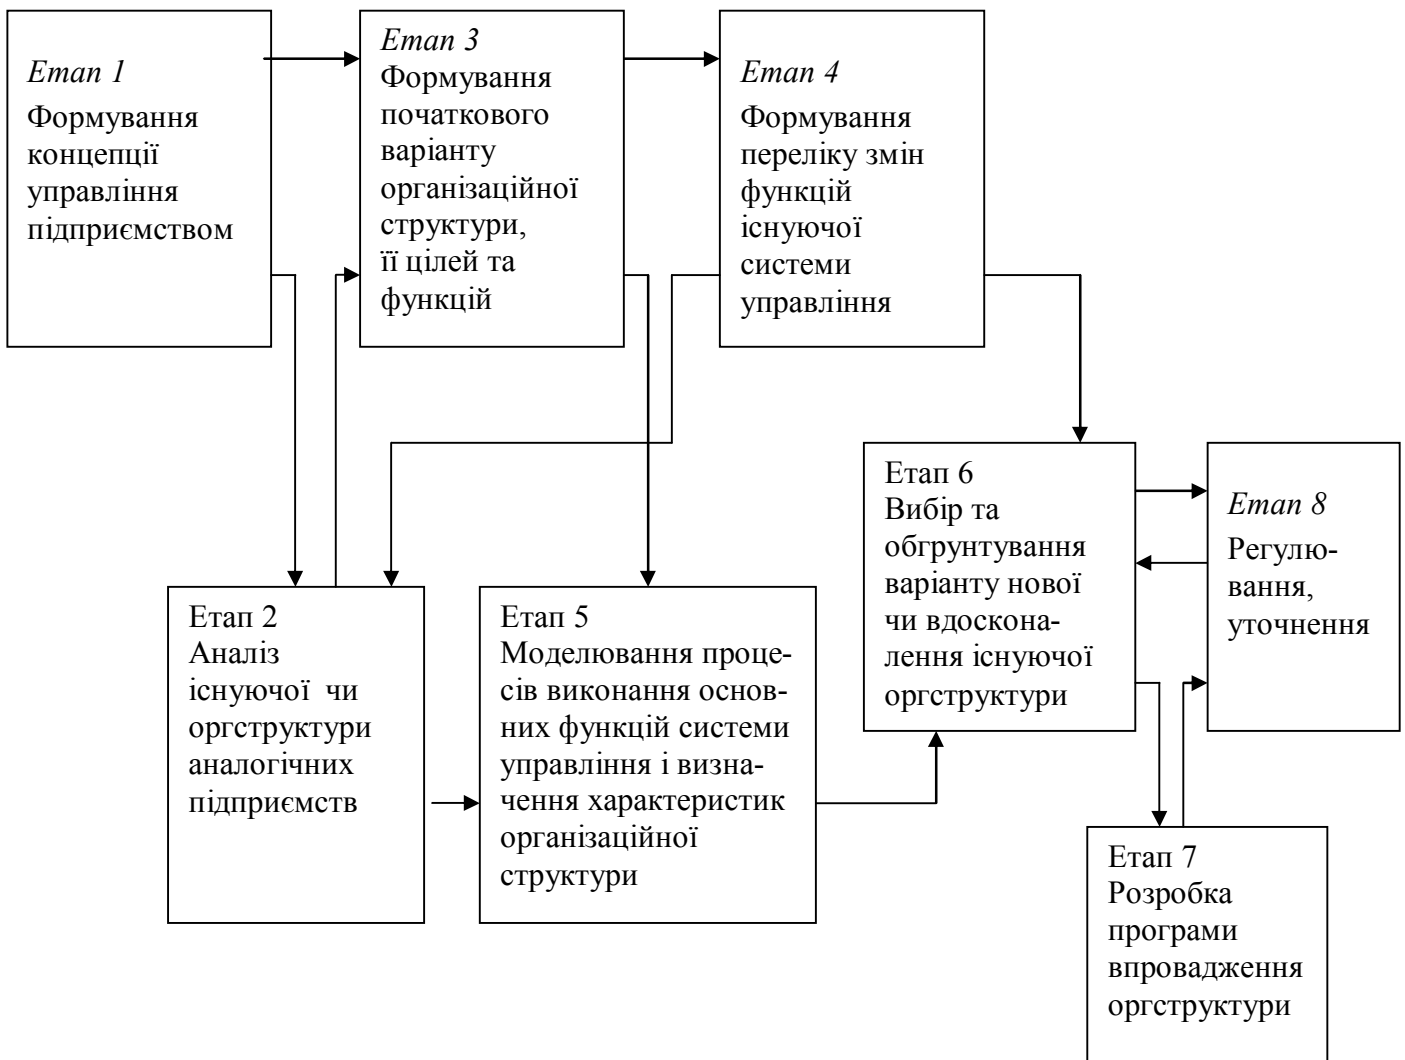 Етап 1
Формування
концепції
управління
підприємством
Етап 3
Формування
початкового
варіанту
організаційної
структури,
її цілей та
функцій
Етап 4
Формування
переліку змін
функцій
існуючої
системи
управління
Етап 2
Аналіз
існуючої чи
оргструктури
аналогічних
підприємств
Етап 5
Моделювання проце-
сів виконання основ-
них функцій системи
управління і визна-
чення характеристик
організаційної
структури
Етап 6
Вибір та
обгрунтування
варіанту нової
чи вдоскона-
лення існуючої
оргструктури
Етап 8
Регулю-
вання,
уточнення
Етап 7
Розробка
програми
впровадження
оргструктури